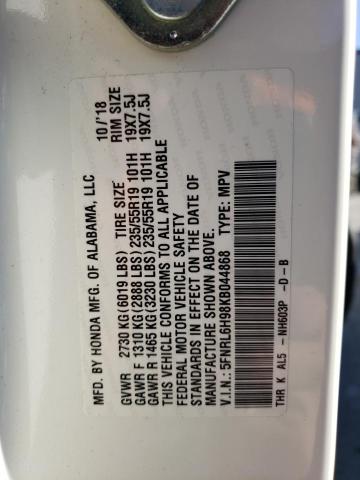 MFD. BY HONDA MFG. OF ALABAMA, LLC 10/'18
GVWR 2730 KG(6019 LBS) TIRE SIZE RIM SIZE
GAWR F 1310 KG(2888 LBS)235/55R19 101H 19X7.5J
GAWR R 1465 KG(3230 LBS)235/55R19 101H 19X7.5J
THIS VEHICLE CONFORMS TO ALL APPLICABLE
FEDERAL MOTOR VEHICLE SAFETY
STANDARDS IN EFFECT ON THE DATE OF
MANUFACTURE SHOWN ABOVE.
V.I.N.: 5FNRL6H98KB044868 TYPE: MPV
THR K AL5 - NH603P -D-B